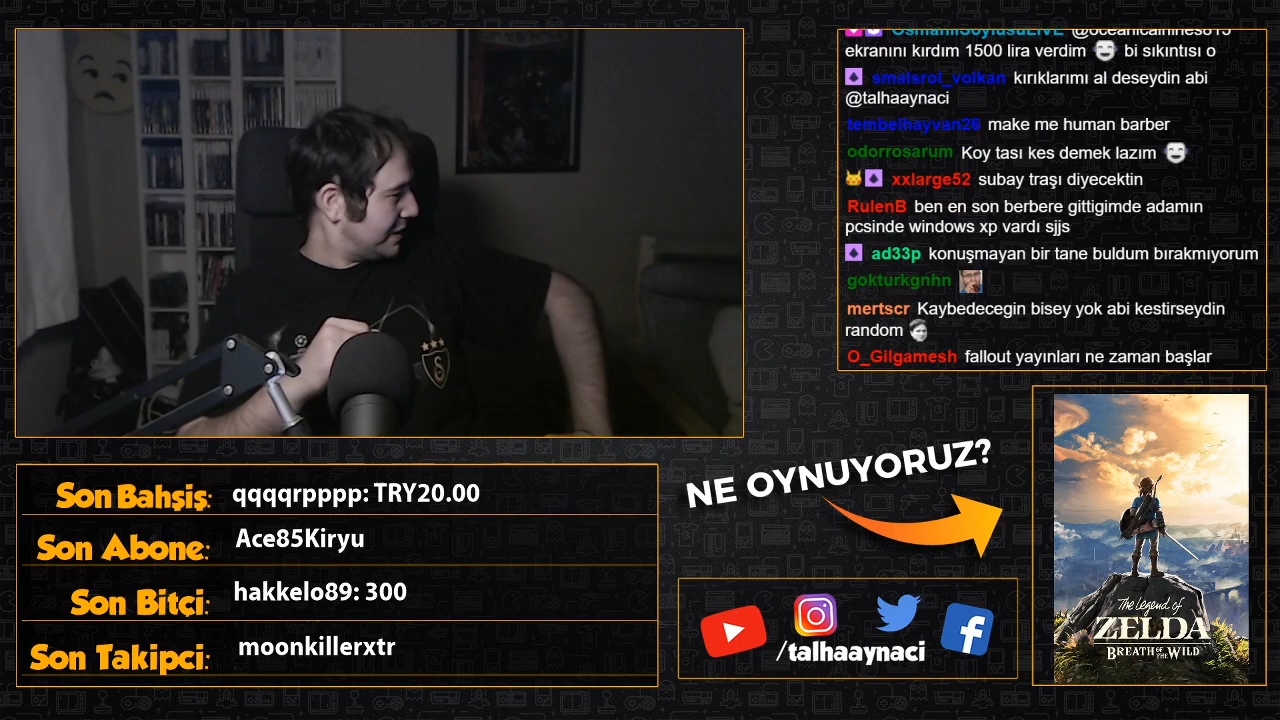 OsmanliSoylusuLIVE @oceanicalmines815
ekranını kırdım 1500 lira verdim bi sıkıntısı o
smalsrol_volkan kırıklarımı al deseydin abi
@talhaaynaci
tembelhayvan26 make me human barber
odorrosarum Koy tası kes demek lazım
xxlarge52 subay traşı diyecektin
RulenB ben en son berbere gittigimde adamın
pcsinde windows xp vardı sjjs
ad33p konuşmayan bir tane buldum bırakmıyorum
gokturkgnhn
mertscr Kaybedecegin bisey yok abi kestirseydin
random
O_Gilgamesh fallout yayınları ne zaman başlar
Son Bahşiş: qqqqrpppp: TRY20.00
Son Abone: Ace85Kiryu
Son Bitçi: hakkelo89: 300
Son Takipci: moonkillerxtr
NE OYNUYORUZ?
/talhaaynaci
The Legend of
ZELDA
BREATH OF THE WILD